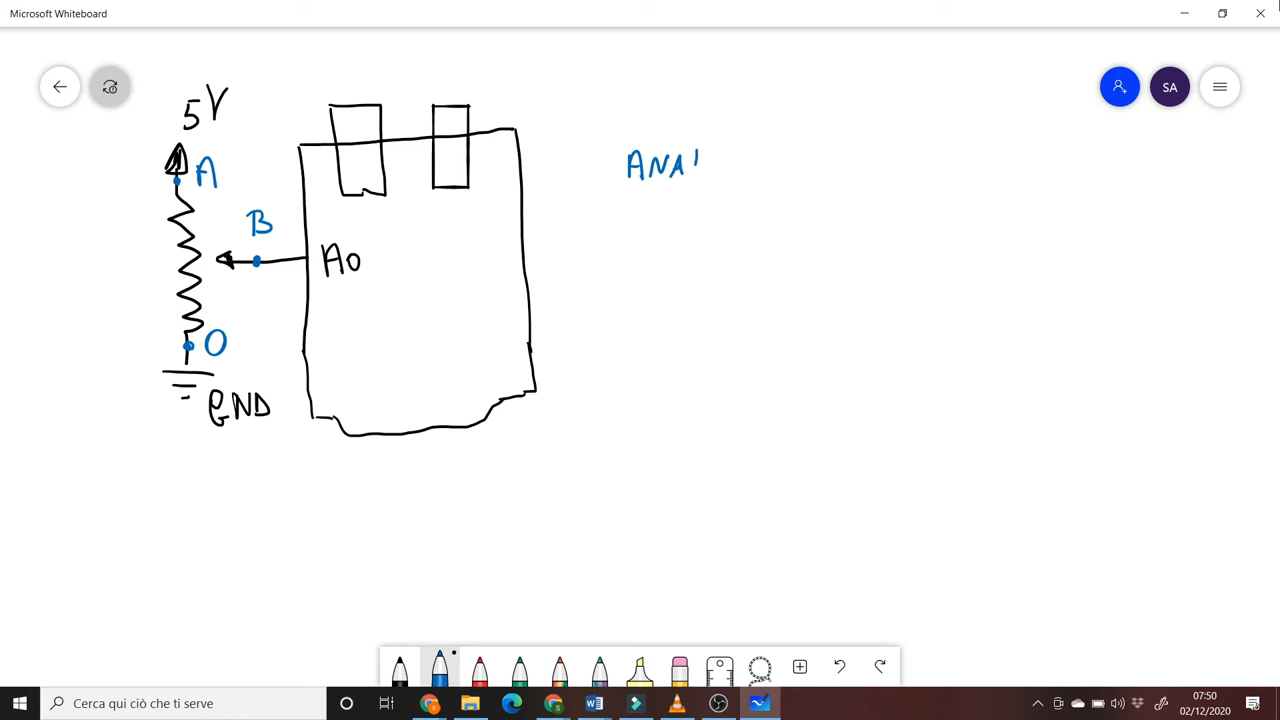 Microsoft Whiteboard
SA
5V
A
B
A0
O
GND
ANA
Cerca qui ciò che ti serve
07:50
02/12/2020